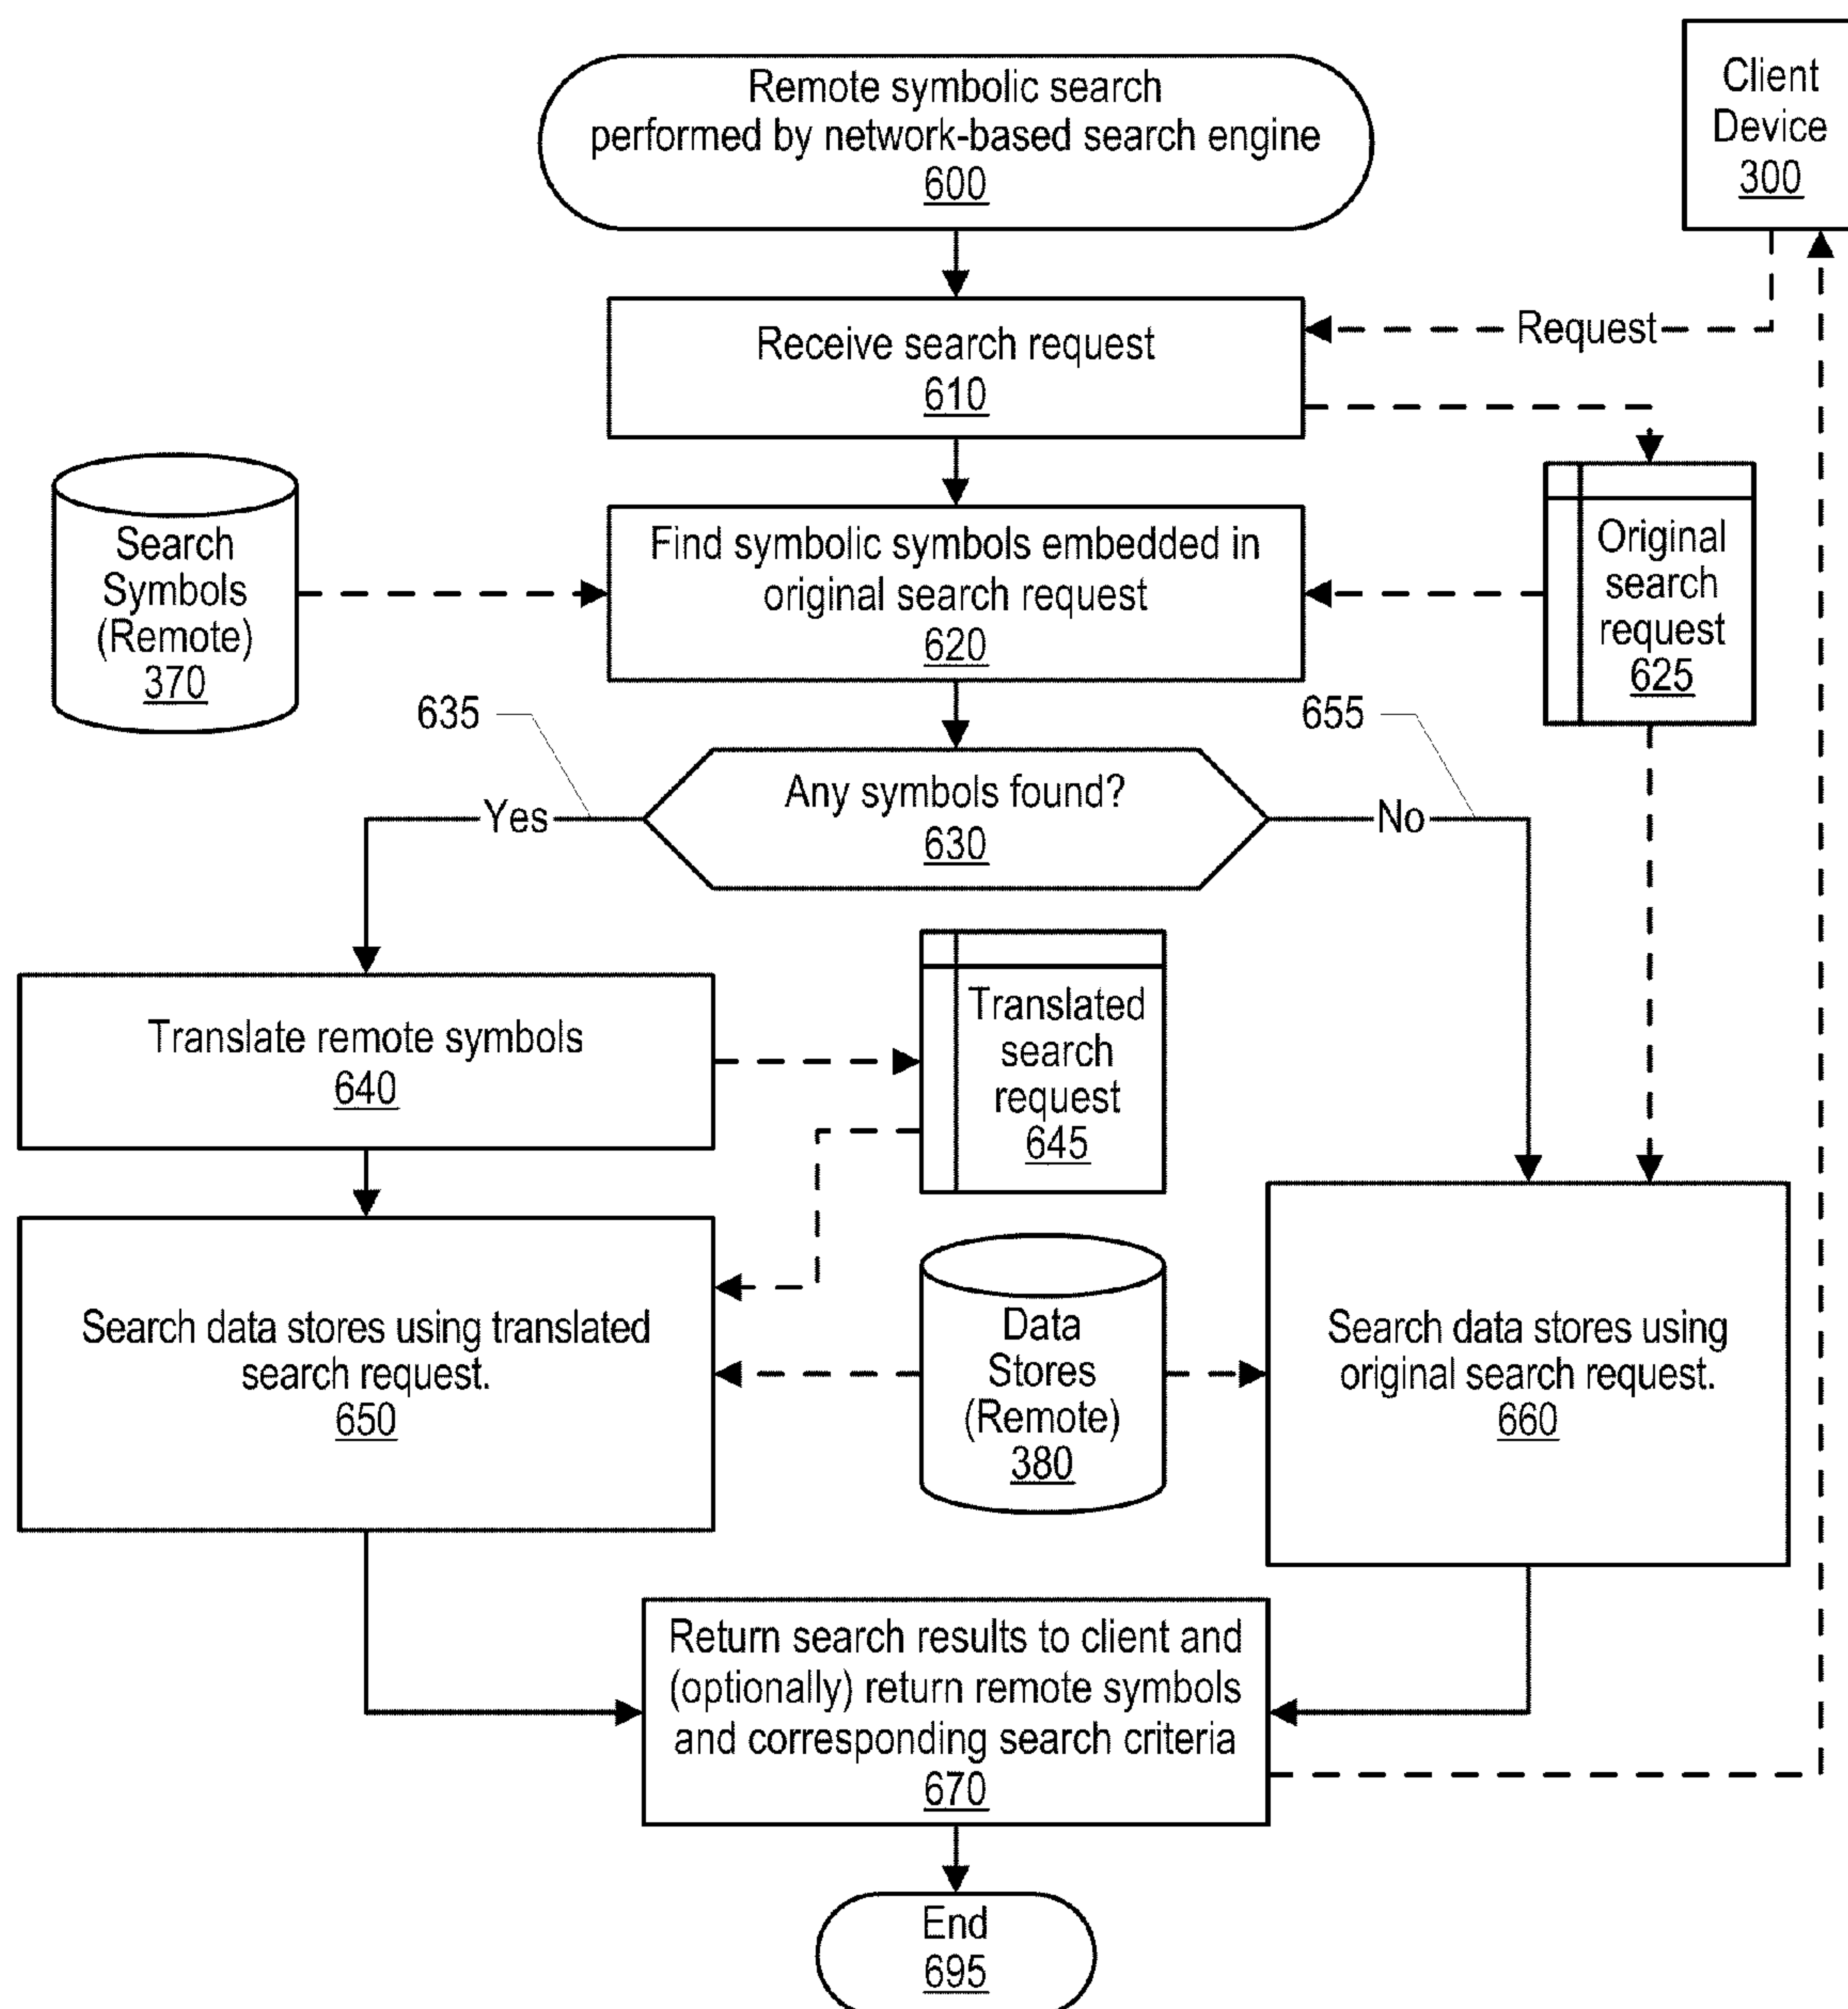 Remote symbolic search
performed by network-based search engine
600
Client
Device
300
Request
Receive search request
610
Search
Symbols
(Remote)
370
Find symbolic symbols embedded in
original search request
620
Original
search
request
625
635
655
Any symbols found?
630
Yes
No
Translate remote symbols
640
Translated
search
request
645
Search data stores using translated
search request.
650
Data
Stores
(Remote)
380
Search data stores using
original search request.
660
Return search results to client and
(optionally) return remote symbols
and corresponding search criteria
670
End
695